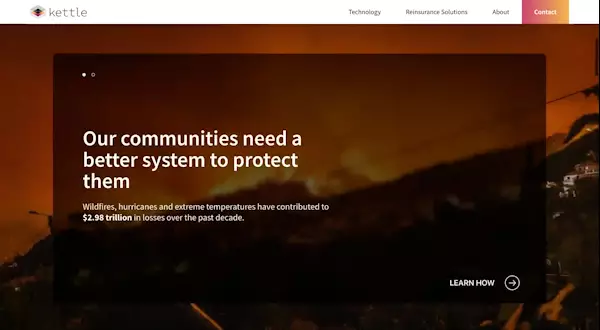 kettle
Technology
Reinsurance Solutions
About
Contact
Our communities need a
better system to protect
them
Wildfires, hurricanes and extreme temperatures have contributed to
$2.98 trillion in losses over the past decade.
LEARN HOW